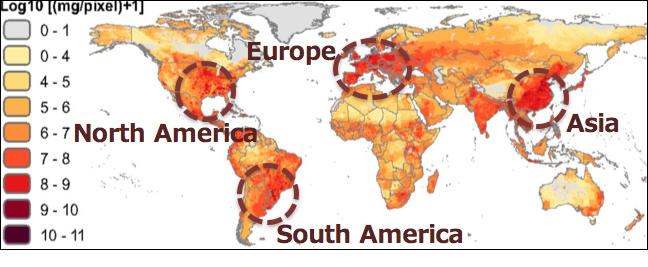 Log10 [(mg/pixel)+1]
0 - 1
0 - 4
4 - 5
5 - 6
6 - 7
7 - 8
8 - 9
9 - 10
10 - 11
Europe
North America
Asia
South America